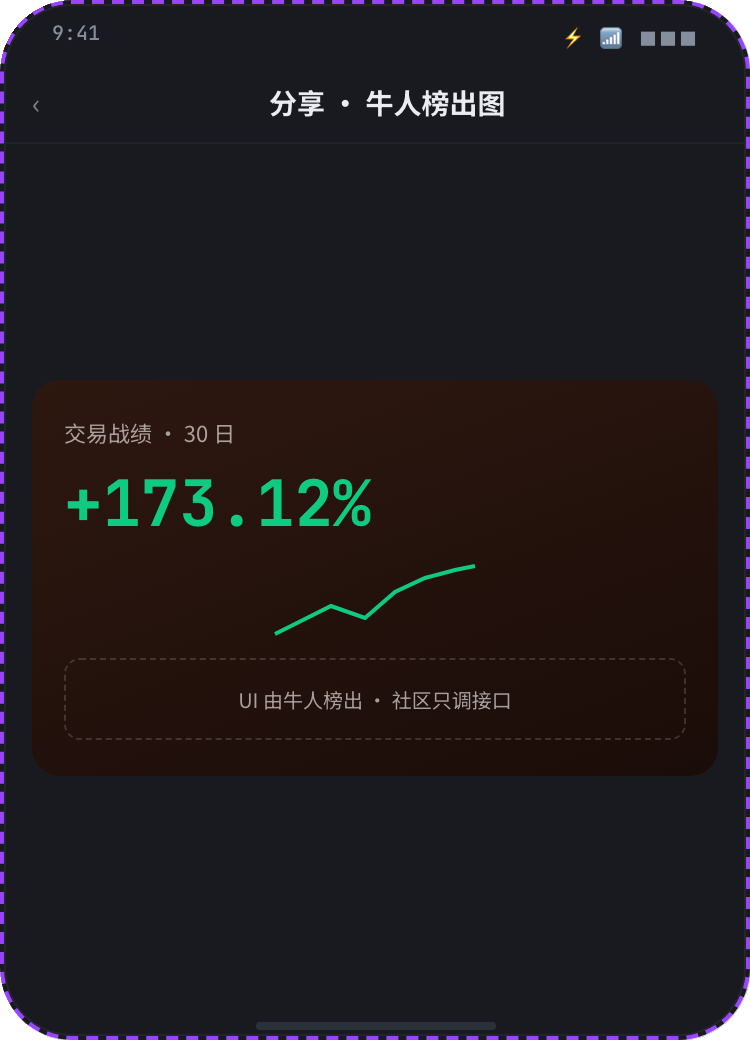 9:41
‹ 分享 · 牛人榜出图
交易战绩 · 30 日
+173.12%
UI 由牛人榜出 · 社区只调接口